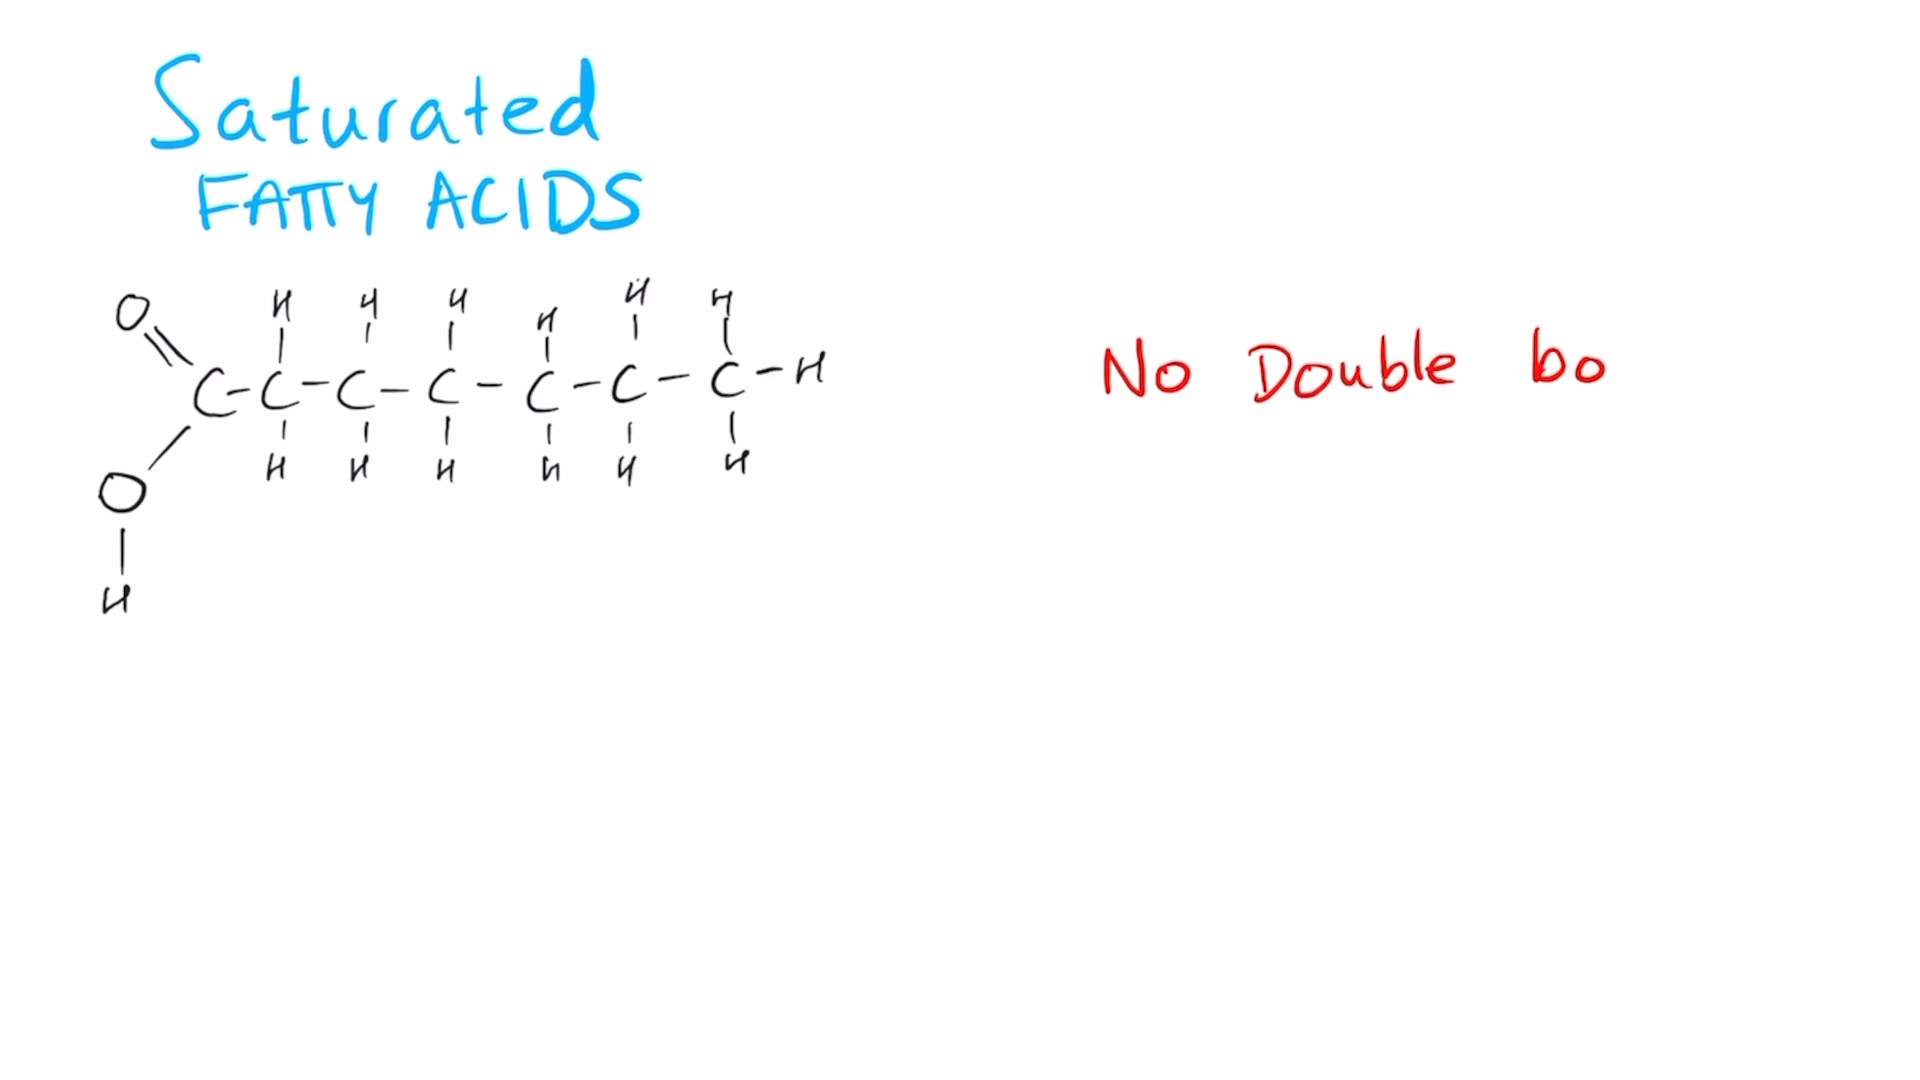 Saturated
FATTY ACIDS
O H H H H H H
C-C-C-C-C-C-C-H
H H H H H H
O
H
No Double bo